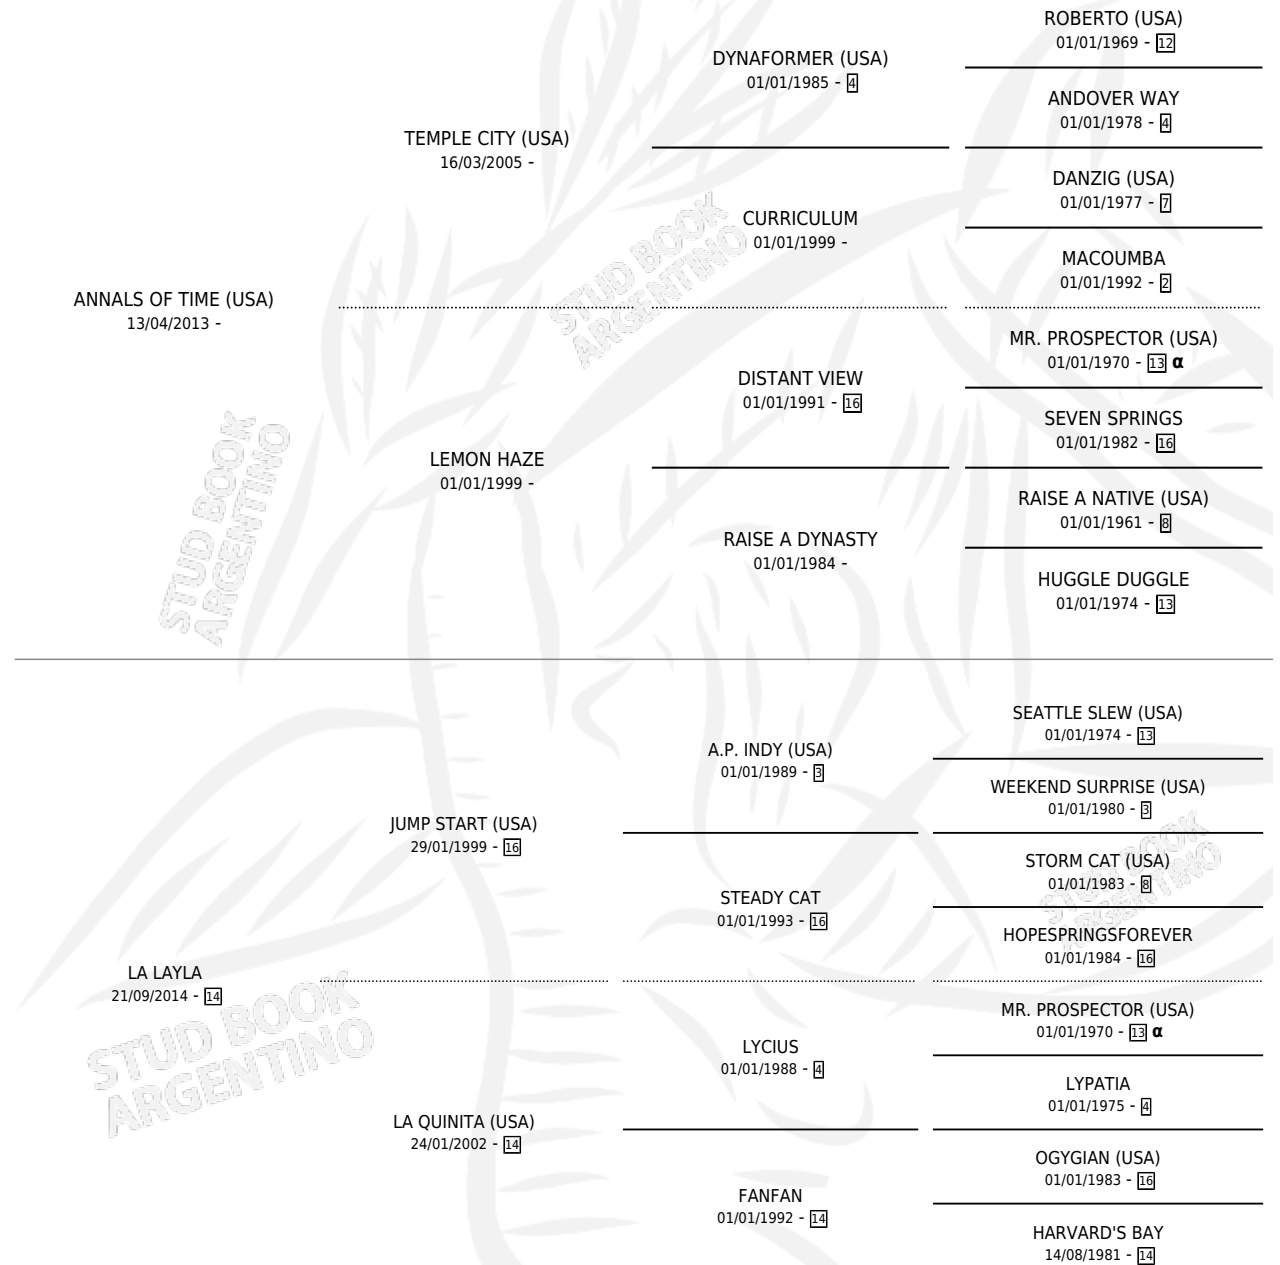 ROBERTO (USA)
01/01/1969 - 12
DYNAFORMER (USA)
01/01/1985 - 4
ANDOVER WAY
01/01/1978 - 4
TEMPLE CITY (USA)
16/03/2005 -
DANZIG (USA)
01/01/1977 - 7
CURRICULUM
01/01/1999 -
MACOUMBA
01/01/1992 - 2
ANNALS OF TIME (USA)
13/04/2013 -
MR. PROSPECTOR (USA)
01/01/1970 - 13 α
DISTANT VIEW
01/01/1991 - 16
SEVEN SPRINGS
01/01/1982 - 16
LEMON HAZE
01/01/1999 -
RAISE A NATIVE (USA)
01/01/1961 - 8
RAISE A DYNASTY
01/01/1984 -
HUGGLE DUGGLE
01/01/1974 - 13
SEATTLE SLEW (USA)
01/01/1974 - 13
A.P. INDY (USA)
01/01/1989 - 3
WEEKEND SURPRISE (USA)
01/01/1980 - 3
JUMP START (USA)
29/01/1999 - 16
STORM CAT (USA)
01/01/1983 - 8
STEADY CAT
01/01/1993 - 16
HOPESPRINGSFOREVER
01/01/1984 - 16
LA LAYLA
21/09/2014 - 14
MR. PROSPECTOR (USA)
01/01/1970 - 13 α
LYCIUS
01/01/1988 - 4
LYPATIA
01/01/1975 - 4
LA QUINITA (USA)
24/01/2002 - 14
OGYGIAN (USA)
01/01/1983 - 16
FANFAN
01/01/1992 - 14
HARVARD'S BAY
14/08/1981 - 14
STUD BOOK
ARGENTINO
STUD BOOK
ARGENTINO
STUD BOOK
ARGENTINO
STUD BOOK
ARGENTINO